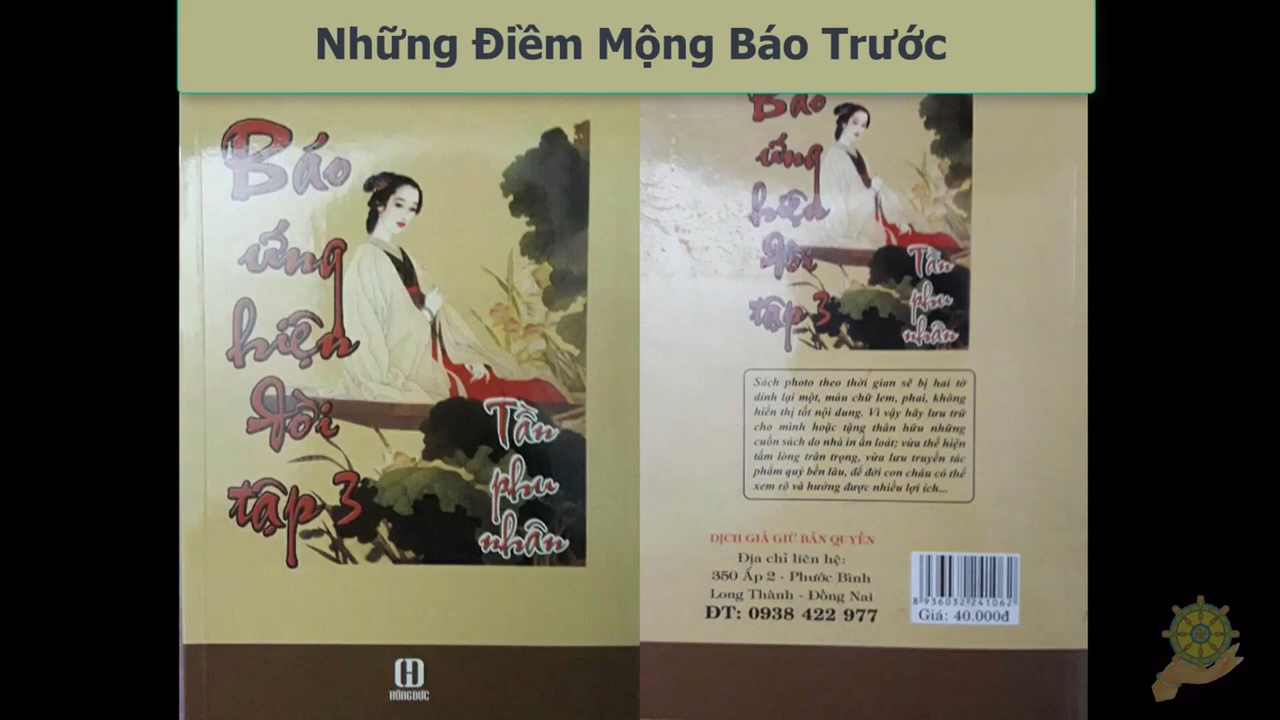 Những Điềm Mộng Báo Trước
Báo
ứng
hiện
đời
tập 3
Tần
phu
nhân
HỒNG ĐỨC
Báo
ứng
hiện
đời
tập 3
Tần
phu
nhân
Sách photo theo thời gian sẽ bị hai tờ
dính lại một, màu chữ lem, phai, không
hiển thị tốt nội dung. Vì vậy hãy lưu trữ
cho mình hoặc tặng thân hữu những
cuốn sách do nhà in ấn loát; vừa thể hiện
tấm lòng trân trọng, vừa lưu truyền tác
phẩm quý bền lâu, để đời con cháu có thể
xem rõ và hưởng được nhiều lợi ích...
DỊCH GIẢ GIỮ BẢN QUYỀN
Địa chỉ liên hệ:
350 Ấp 2 - Phước Bình
Long Thành - Đồng Nai
ĐT: 0938 422 977
8 936032 241062
Giá: 40.000đ